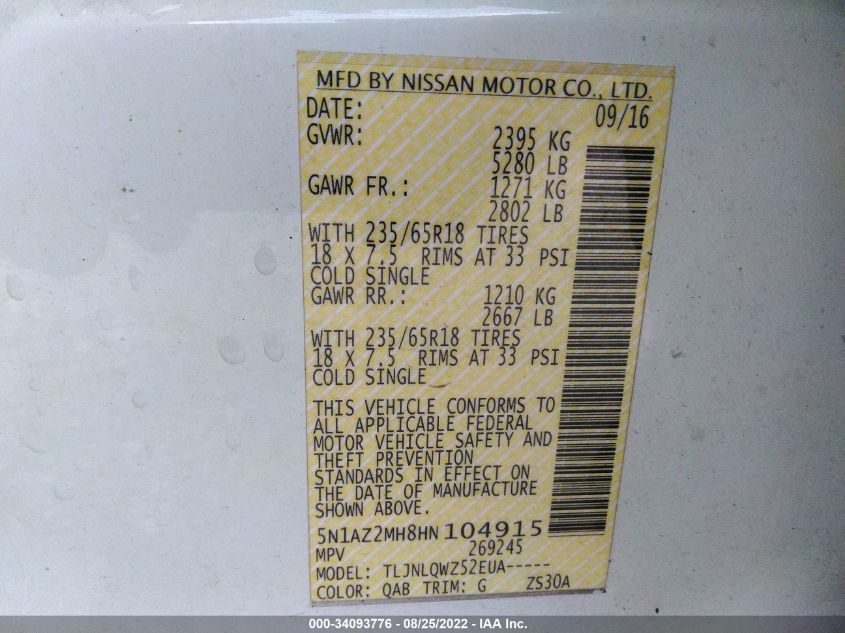 MFD BY NISSAN MOTOR CO., LTD.
DATE: 09/16
GVWR: 2395 KG
5280 LB
GAWR FR.: 1271 KG
2802 LB
WITH 235/65R18 TIRES
18 X 7.5 RIMS AT 33 PSI
COLD SINGLE
GAWR RR.: 1210 KG
2667 LB
WITH 235/65R18 TIRES
18 X 7.5 RIMS AT 33 PSI
COLD SINGLE
THIS VEHICLE CONFORMS TO
ALL APPLICABLE FEDERAL
MOTOR VEHICLE SAFETY AND
THEFT PREVENTION
STANDARDS IN EFFECT ON
THE DATE OF MANUFACTURE
SHOWN ABOVE.
5N1AZ2MH8HN104915
MPV 269245
MODEL: TLJNLQWZ52EUA-----
COLOR: QAB TRIM: G ZS30A
000-34093776 - 08/25/2022 - IAA Inc.